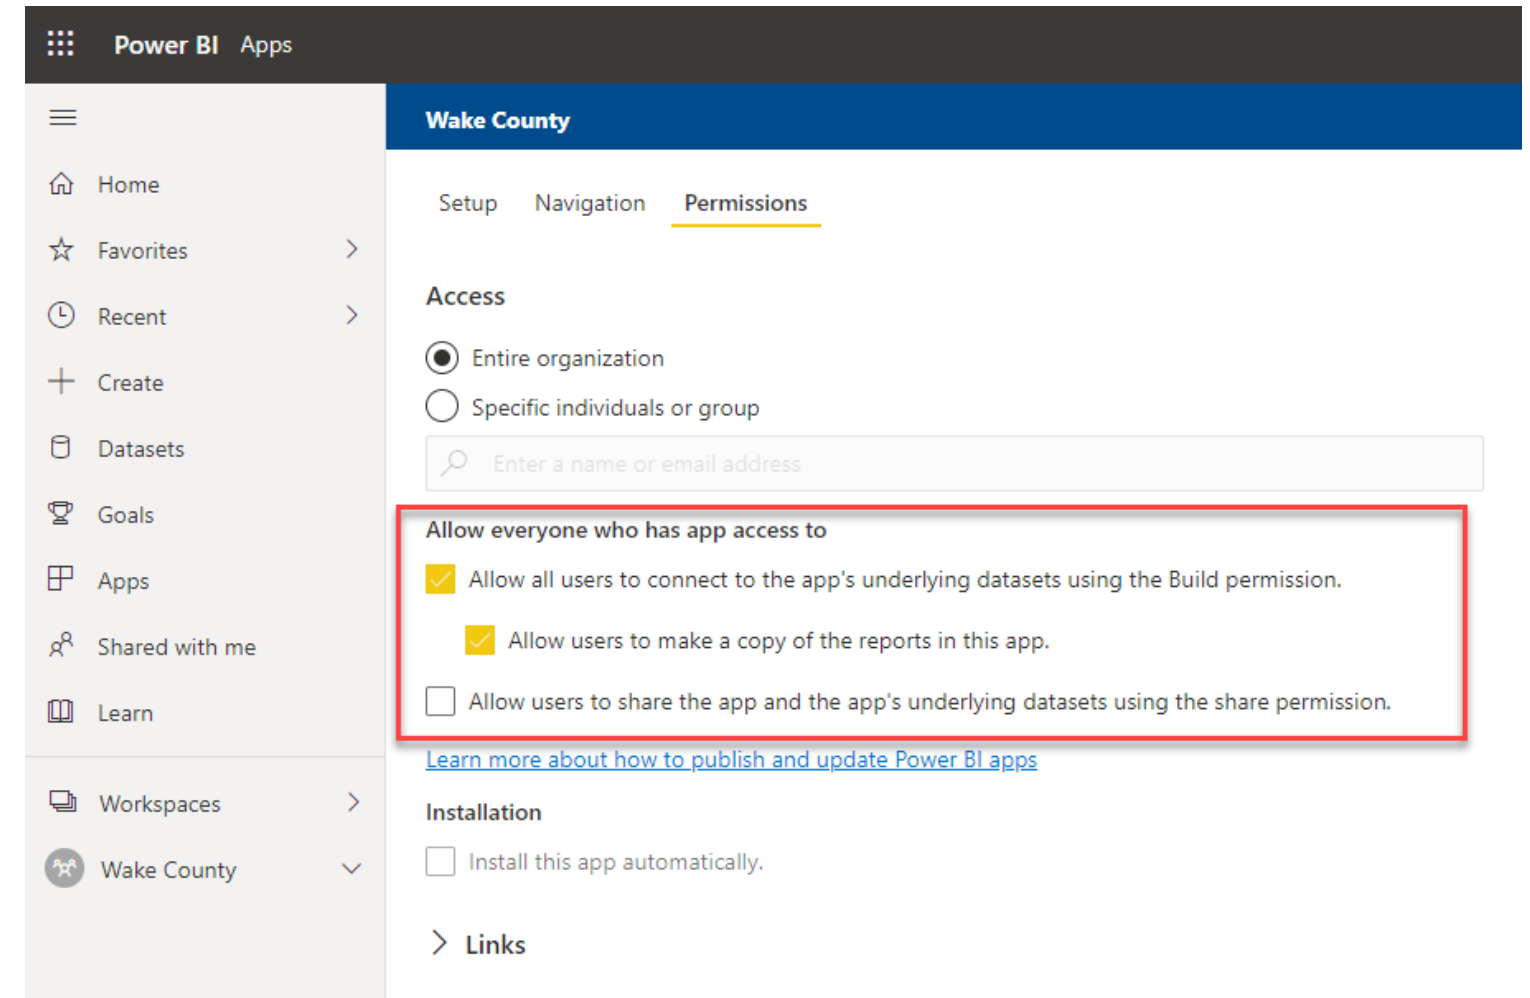 Power BI Apps
Wake County
Home
Favorites
Recent
Create
Datasets
Goals
Apps
Shared with me
Learn
Workspaces
Wake County
Setup Navigation Permissions
Access
Entire organization
Specific individuals or group
Enter a name or email address
Allow everyone who has app access to
Allow all users to connect to the app's underlying datasets using the Build permission.
Allow users to make a copy of the reports in this app.
Allow users to share the app and the app's underlying datasets using the share permission.
Learn more about how to publish and update Power BI apps
Installation
Install this app automatically.
Links